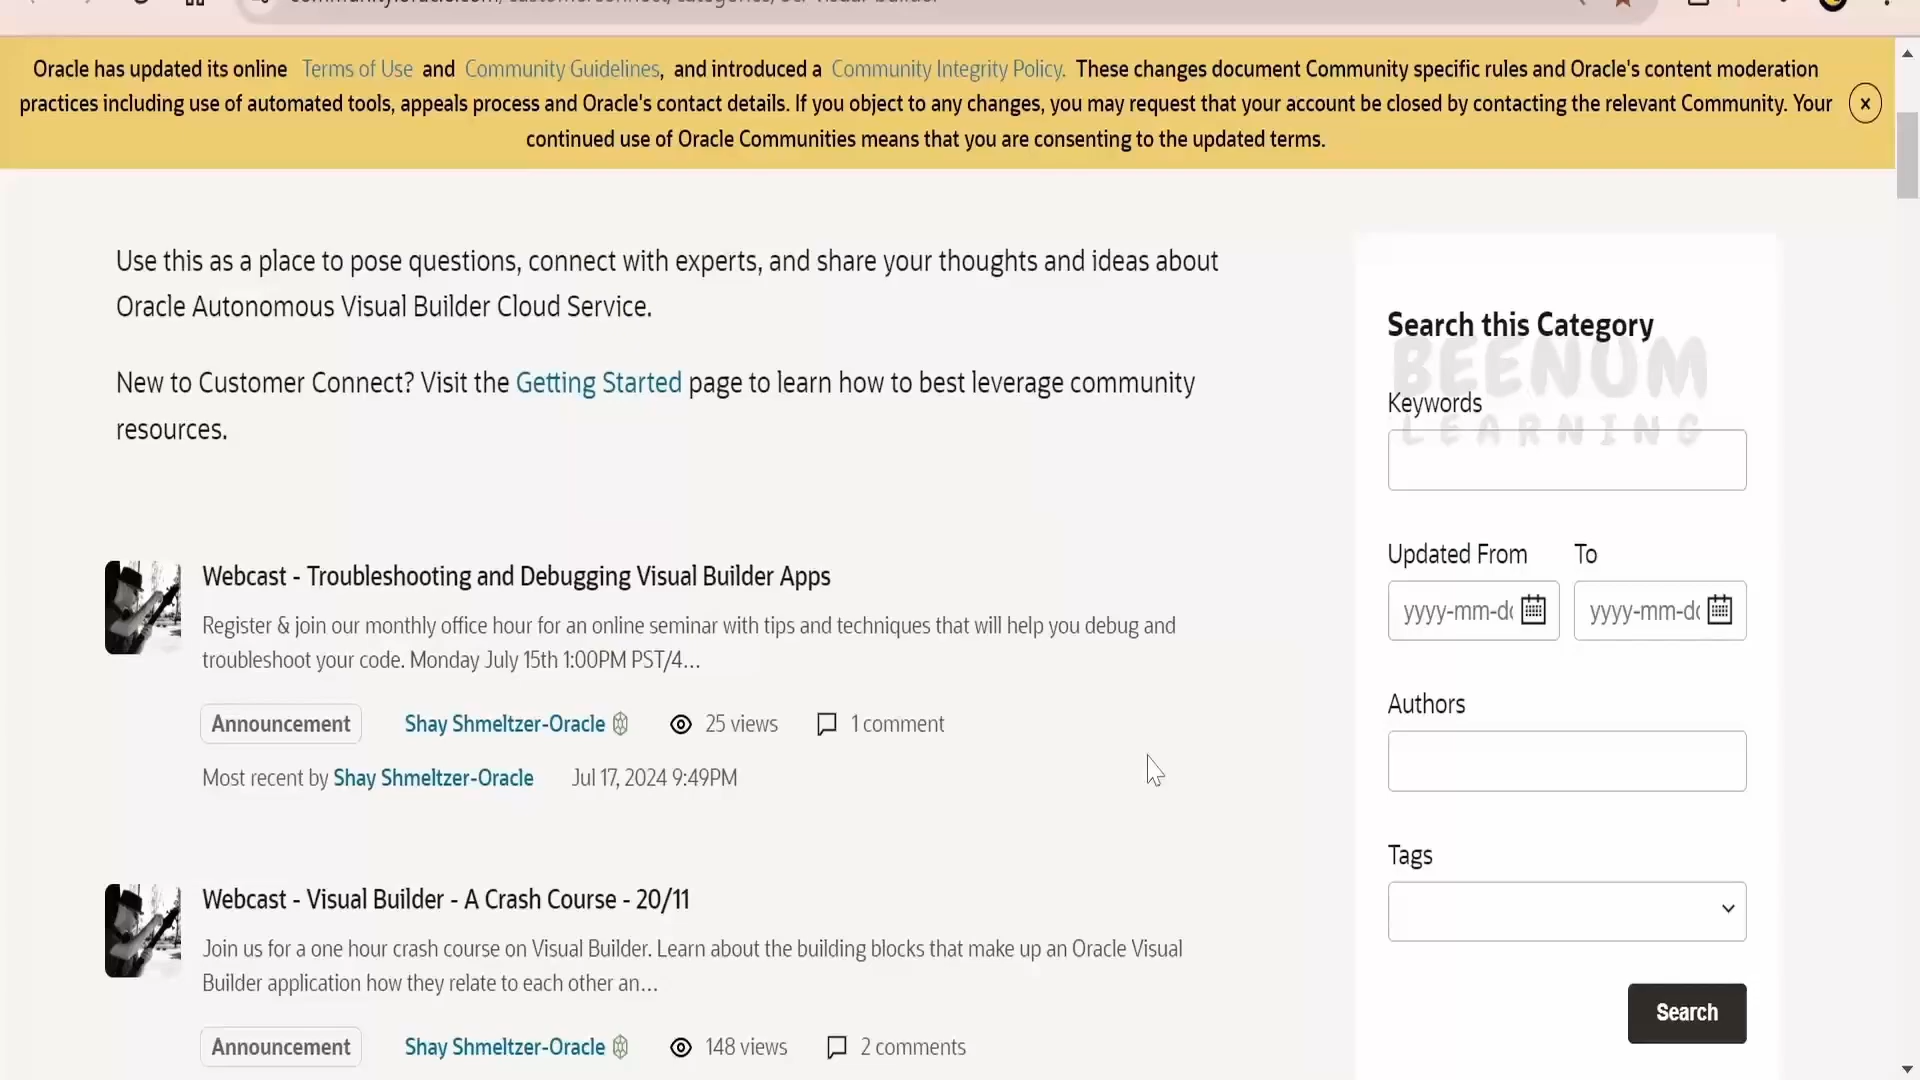 Oracle has updated its online Terms of Use and Community Guidelines, and introduced a Community Integrity Policy. These changes document Community specific rules and Oracle's content moderation
practices including use of automated tools, appeals process and Oracle's contact details. If you object to any changes, you may request that your account be closed by contacting the relevant Community. Your
continued use of Oracle Communities means that you are consenting to the updated terms.
Use this as a place to pose questions, connect with experts, and share your thoughts and ideas about
Oracle Autonomous Visual Builder Cloud Service.
New to Customer Connect? Visit the Getting Started page to learn how to best leverage community
resources.
Webcast - Troubleshooting and Debugging Visual Builder Apps
Register & join our monthly office hour for an online seminar with tips and techniques that will help you debug and
troubleshoot your code. Monday July 15th 1:00PM PST/4...
Announcement Shay Shmeltzer-Oracle 25 views 1 comment
Most recent by Shay Shmeltzer-Oracle Jul 17, 2024 9:49PM
Webcast - Visual Builder - A Crash Course - 20/11
Join us for a one hour crash course on Visual Builder. Learn about the building blocks that make up an Oracle Visual
Builder application how they relate to each other an...
Announcement Shay Shmeltzer-Oracle 148 views 2 comments
Search this Category
BEENUM
LEARNING
Keywords
Updated From To
yyyy-mm-d yyyy-mm-d
Authors
Tags
Search